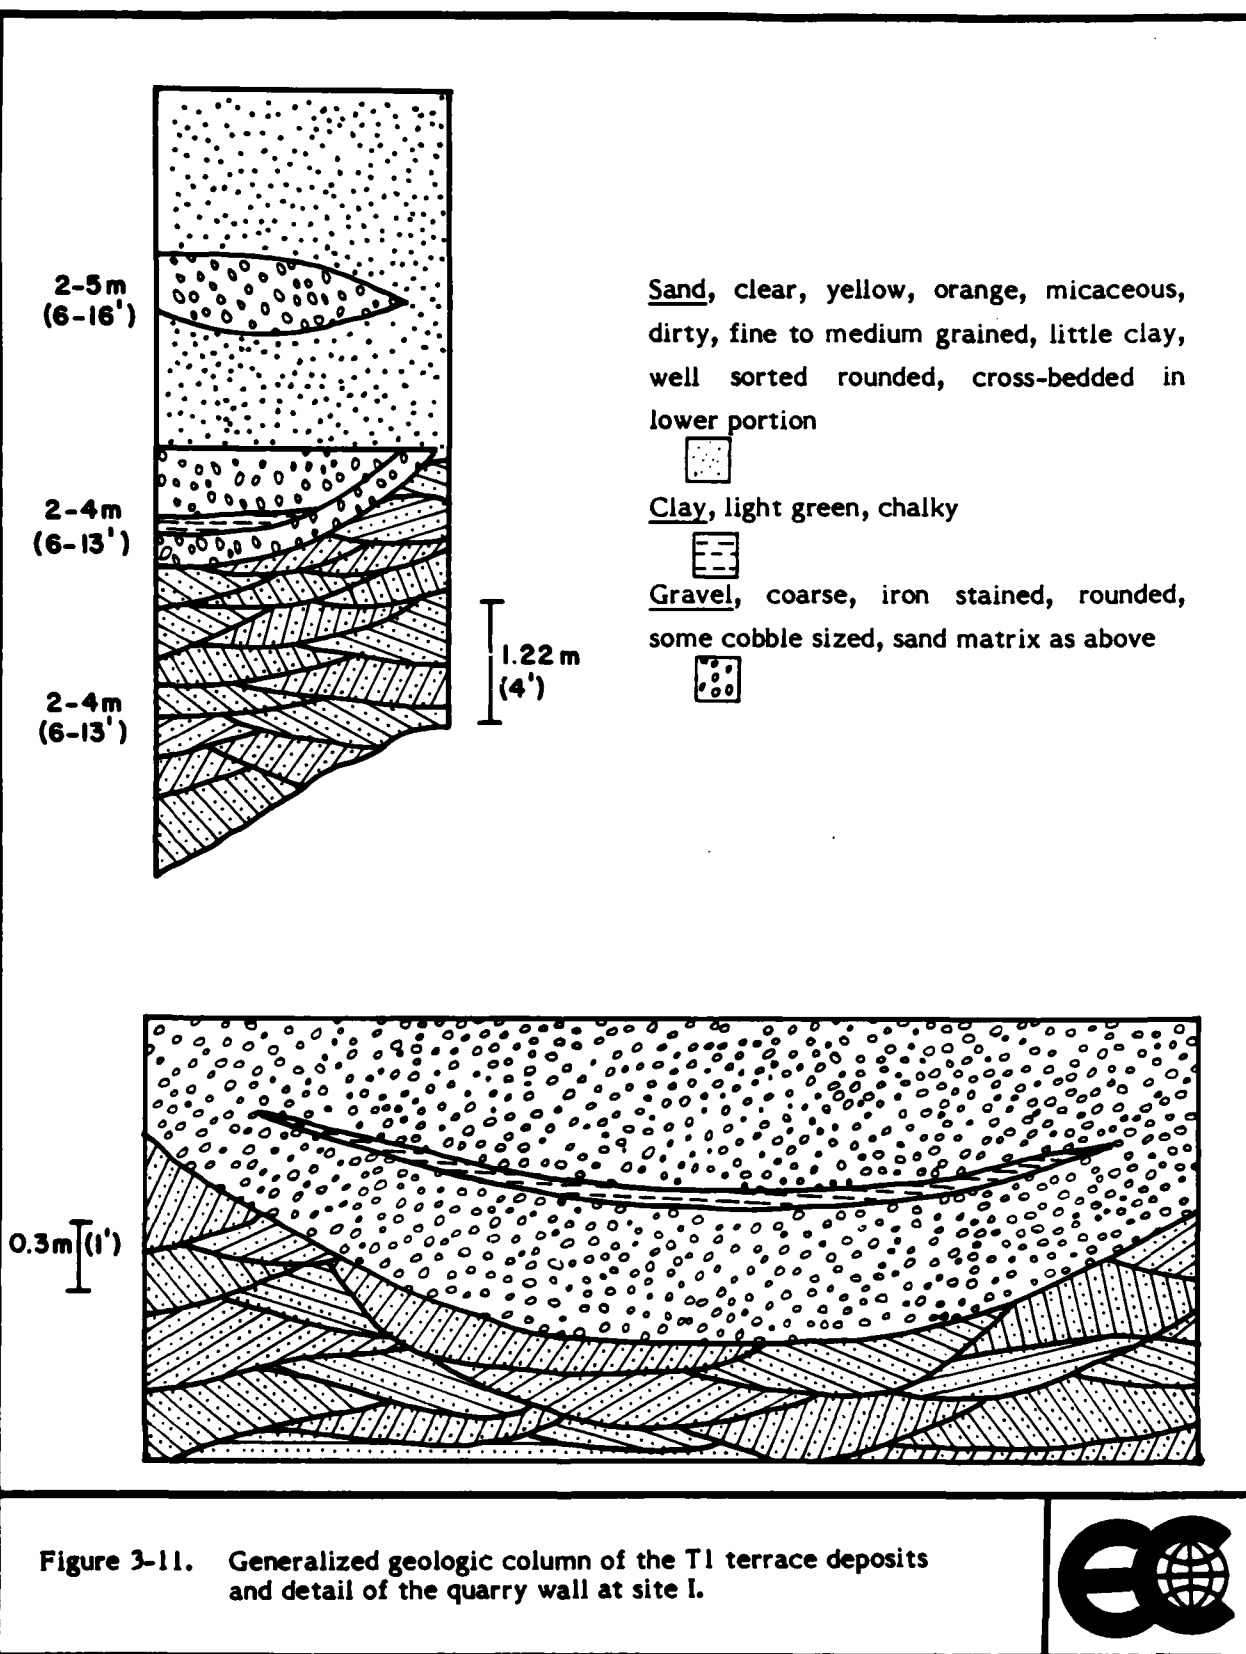 2-5m
(6-16')
2-4m
(6-13')
2-4m
(6-13')
1.22 m
(4')
Sand, clear, yellow, orange, micaceous,
dirty, fine to medium grained, little clay,
well sorted rounded, cross-bedded in
lower portion
Clay, light green, chalky
Gravel, coarse, iron stained, rounded,
some cobble sized, sand matrix as above
0.3m (1')
Figure 3-11. Generalized geologic column of the T1 terrace deposits
and detail of the quarry wall at site I.
ec